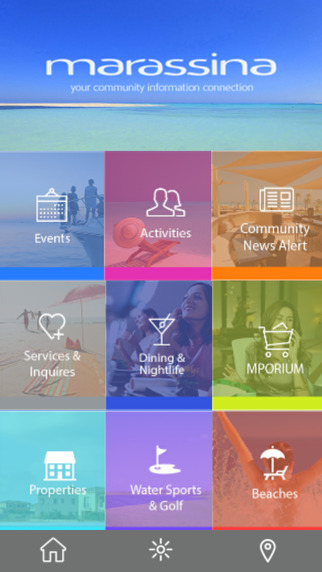 marassina
your community information connection
Events
Activities
Community
News Alert
Services &
Inquires
Dining &
Nightlife
MPORIUM
Properties
Water Sports
& Golf
Beaches